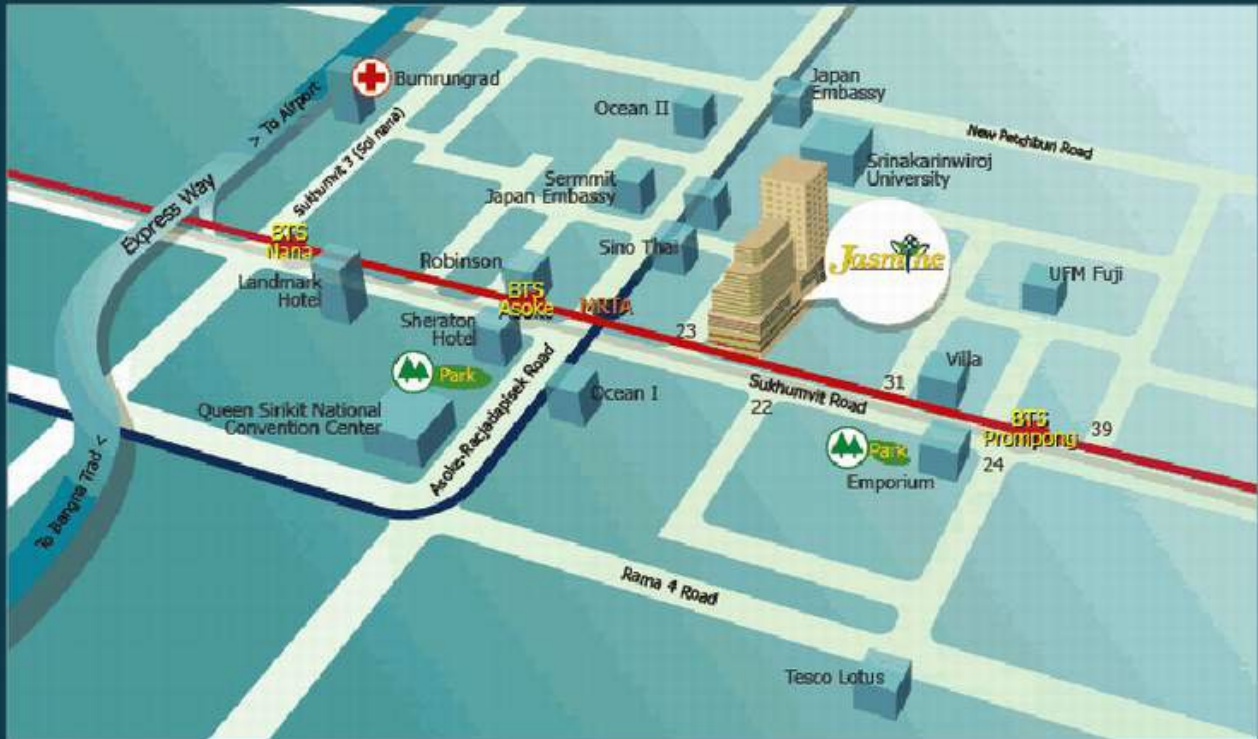 Bumrungrad
> To Airport
Sukhumvit 3 (Soi nana)
Express Way
Ocean II
Japan
Embassy
New Petchburi Road
Srinakarinwiroj
University
Sermmit
Japan Embassy
Sino Thai
Jasmine
UFM Fuji
BTS
Nana
Landmark
Hotel
Robinson
BTS
Asoke
MRTA
Sheraton
Hotel
Park
23
Ocean I
Asoke-Racjadapisek Road
Queen Sirikit National
Convention Center
Sukhumvit Road
22
31
Villa
BTS
Prompong
39
24
Park
Emporium
To Bangna Trad <
Rama 4 Road
Tesco Lotus